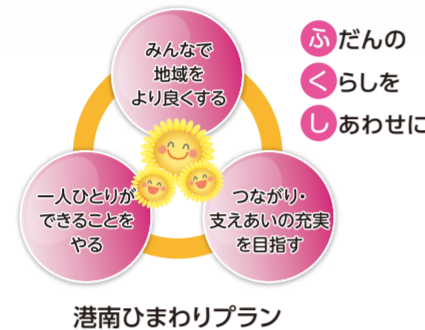 みんなで
地域を
より良くする
ふだんの
くらしを
しあわせに
一人ひとりが
できることを
やる
つながり・
支えあいの充実
を目指す
港南ひまわりプラン